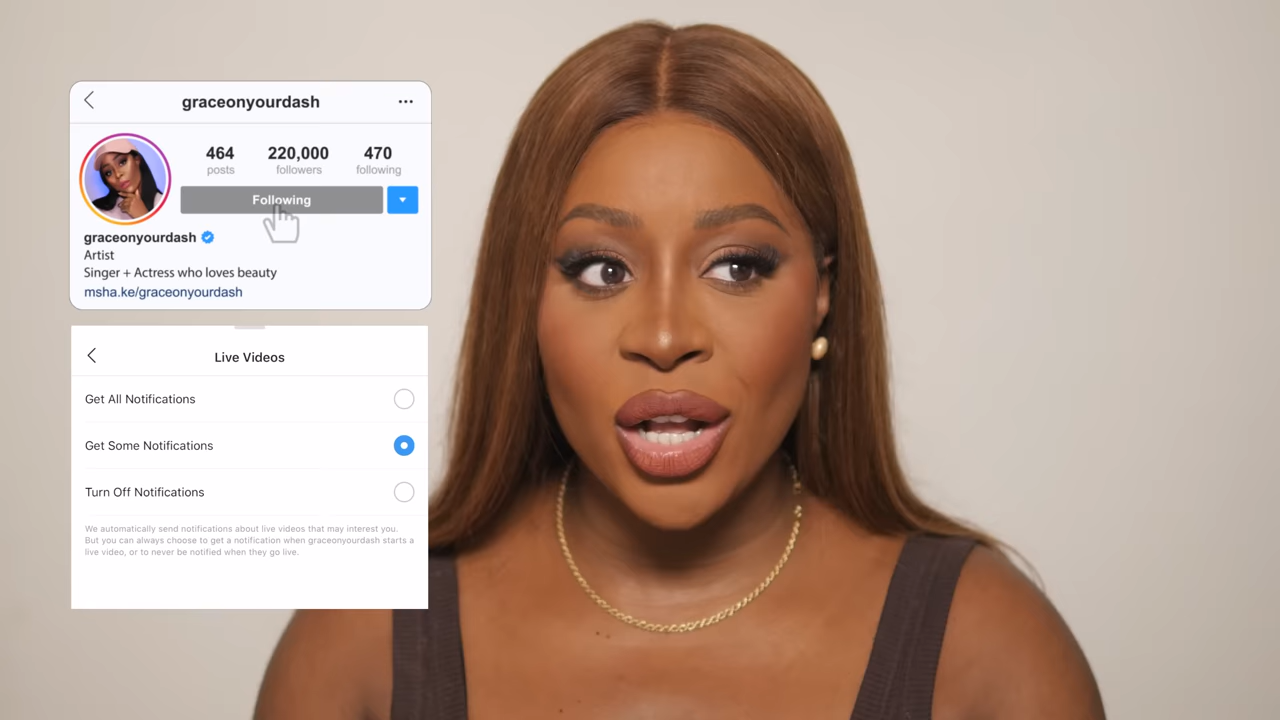 graceonyourdash
464 220,000 470
posts followers following
Following
graceonyourdash
Artist
Singer + Actress who loves beauty
msha.ke/graceonyourdash
Live Videos
Get All Notifications
Get Some Notifications
Turn Off Notifications
We automatically send notifications about live videos that may interest you.
But you can always choose to get a notification when graceonyourdash starts a
live video, or to never be notified when they go live.